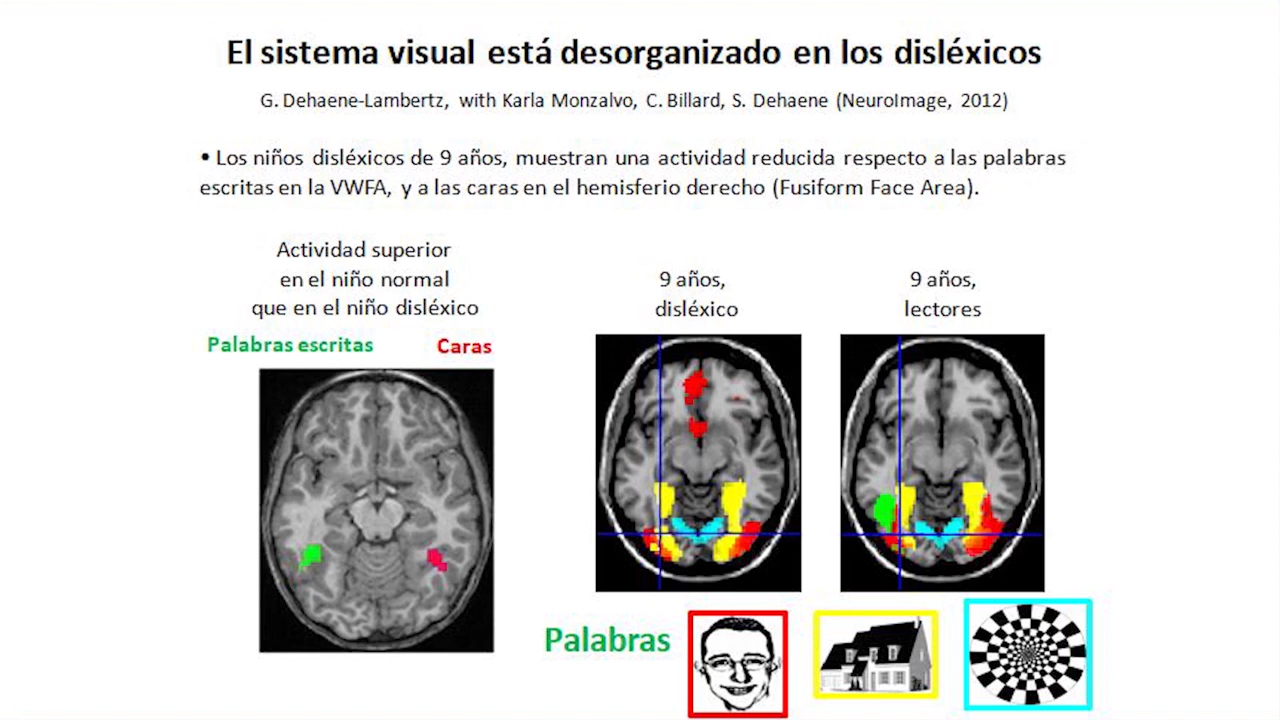 El sistema visual está desorganizado en los disléxicos
G. Dehaene-Lambertz, with Karla Monzalvo, C. Billard, S. Dehaene (NeuroImage, 2012)
• Los niños disléxicos de 9 años, muestran una actividad reducida respecto a las palabras
escritas en la VWFA, y a las caras en el hemisferio derecho (Fusiform Face Area).
Actividad superior
en el niño normal
que en el niño disléxico
Palabras escritas
Caras
9 años,
disléxico
9 años,
lectores
Palabras